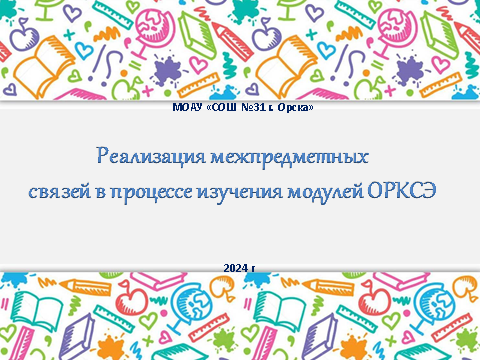 МОАУ «СОШ №31 г. Орска»
Реализация межпредметных
связей в процессе изучения модулей ОРКСЭ
2024 г